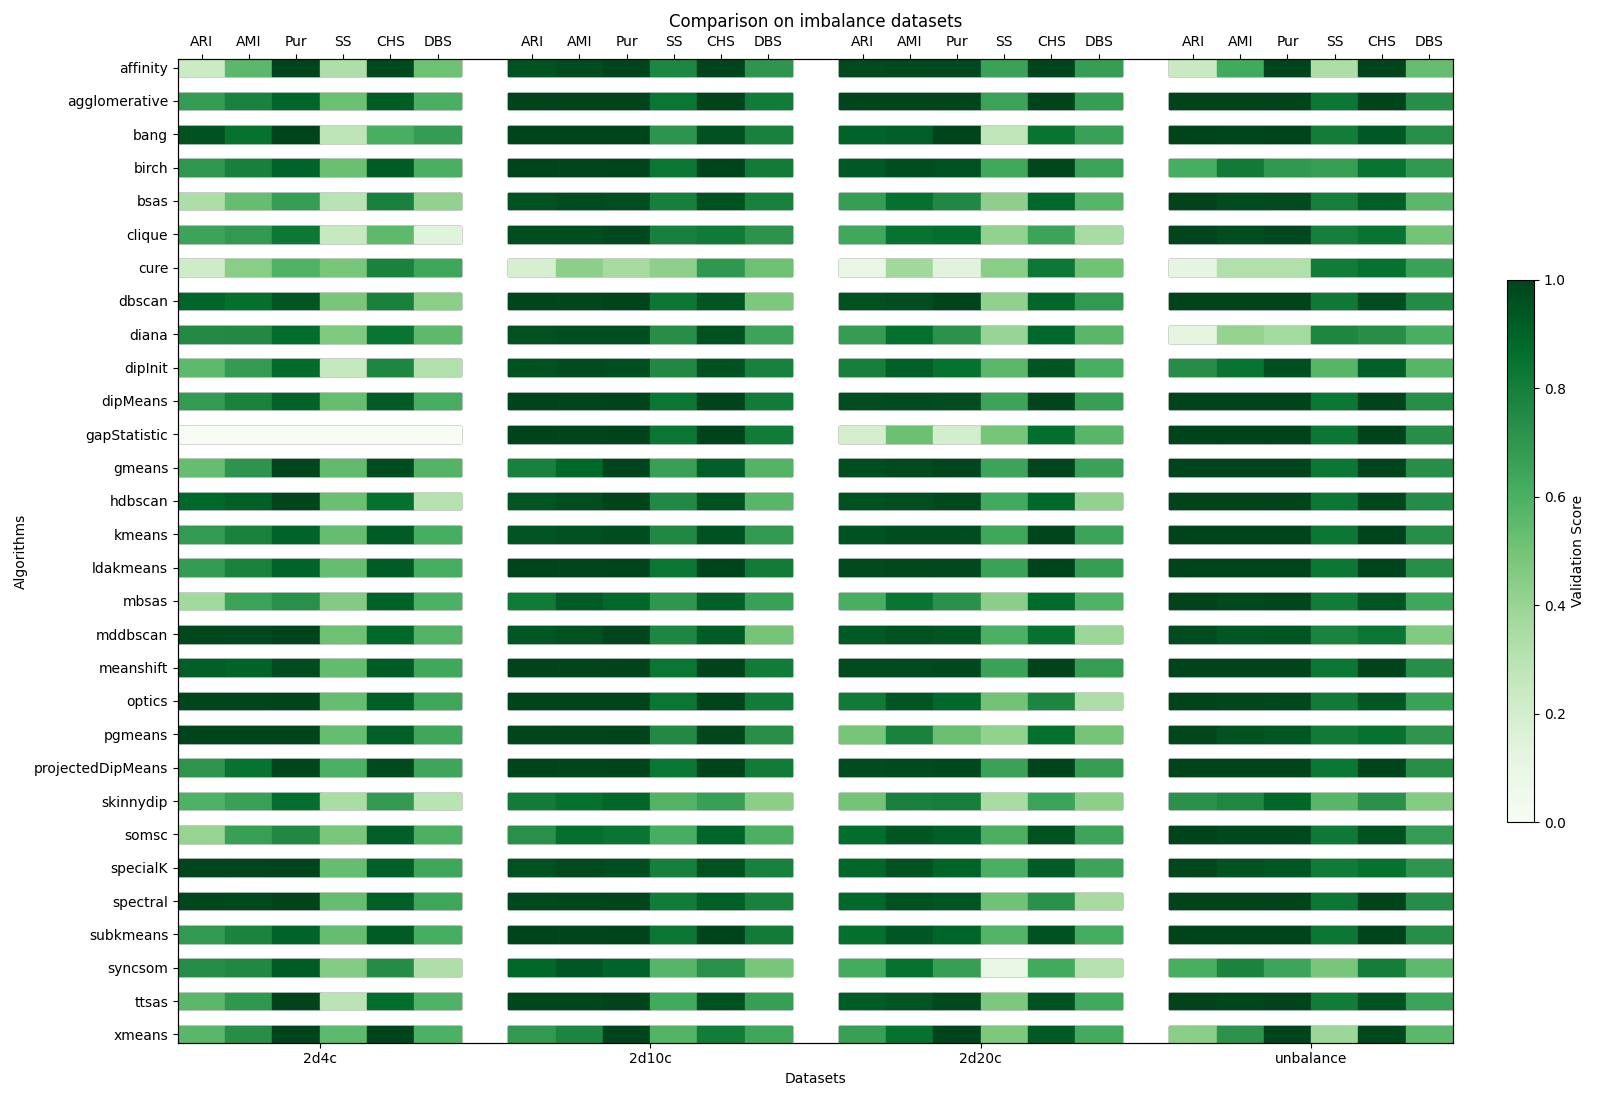 Comparison on imbalance datasets
ARI AMI Pur SS CHS DBS ARI AMI Pur SS CHS DBS ARI AMI Pur SS CHS DBS ARI AMI Pur SS CHS DBS
affinity
agglomerative
bang
birch
bsas
clique
cure
dbscan
diana
dipInit
dipMeans
gapStatistic
gmeans
hdbscan
kmeans
ldakmeans
mbsas
mddbscan
meanshift
optics
pgmeans
projectedDipMeans
skinnydip
somsc
specialK
spectral
subkmeans
syncsom
ttsas
xmeans
Algorithms
2d4c 2d10c 2d20c unbalance
Datasets
1.0
0.8
0.6
0.4
0.2
0.0
Validation Score